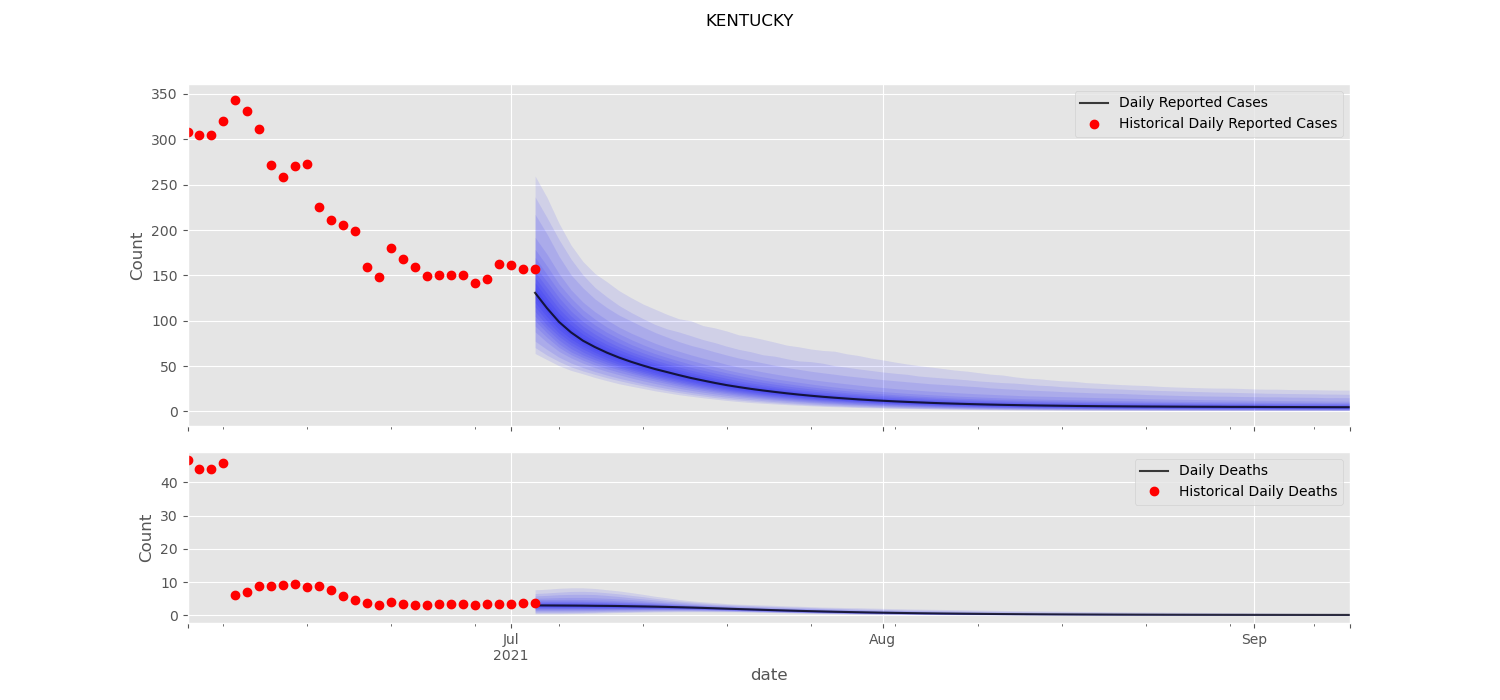 KENTUCKY
350
300
250
200
150
100
50
0
Count
Daily Reported Cases
Historical Daily Reported Cases
40
30
20
10
0
Count
Daily Deaths
Historical Daily Deaths
Jul
2021
Aug
Sep
date